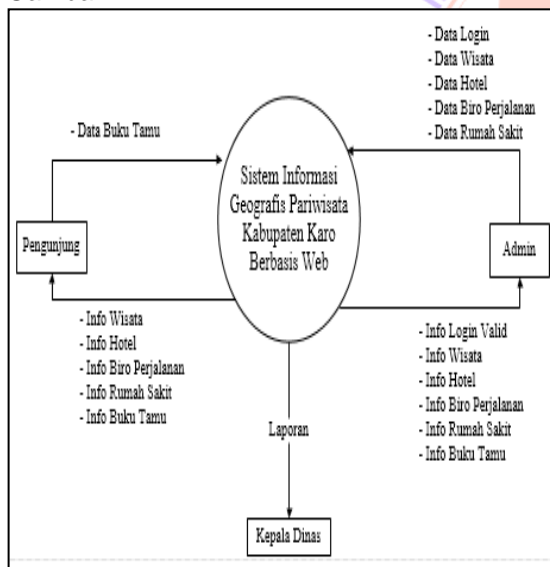 - Data Login
- Data Wisata
- Data Hotel
- Data Biro Perjalanan
- Data Rumah Sakit
- Data Buku Tamu
Sistem Informasi
Geografis Pariwisata
Kabupaten Karo
Berbasis Web
Pengunjung
Admin
- Info Wisata
- Info Hotel
- Info Biro Perjalanan
- Info Rumah Sakit
- Info Buku Tamu
- Info Login Valid
- Info Wisata
- Info Hotel
- Info Biro Perjalanan
- Info Rumah Sakit
- Info Buku Tamu
Laporan
Kepala Dinas